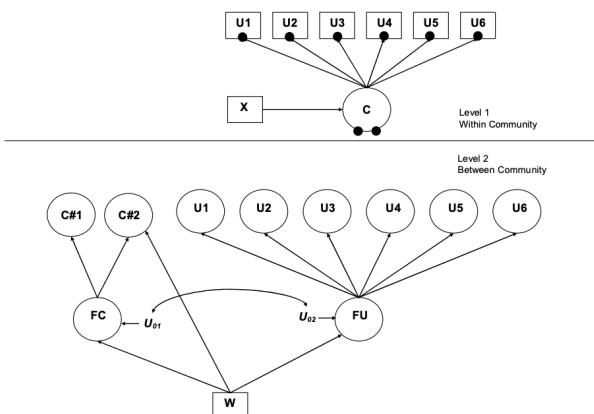 U1 U2 U3 U4 U5 U6
X
C
Level 1
Within Community
Level 2
Between Community
C#1 C#2 U1 U2 U3 U4 U5 U6
FC U01 U02 FU
W